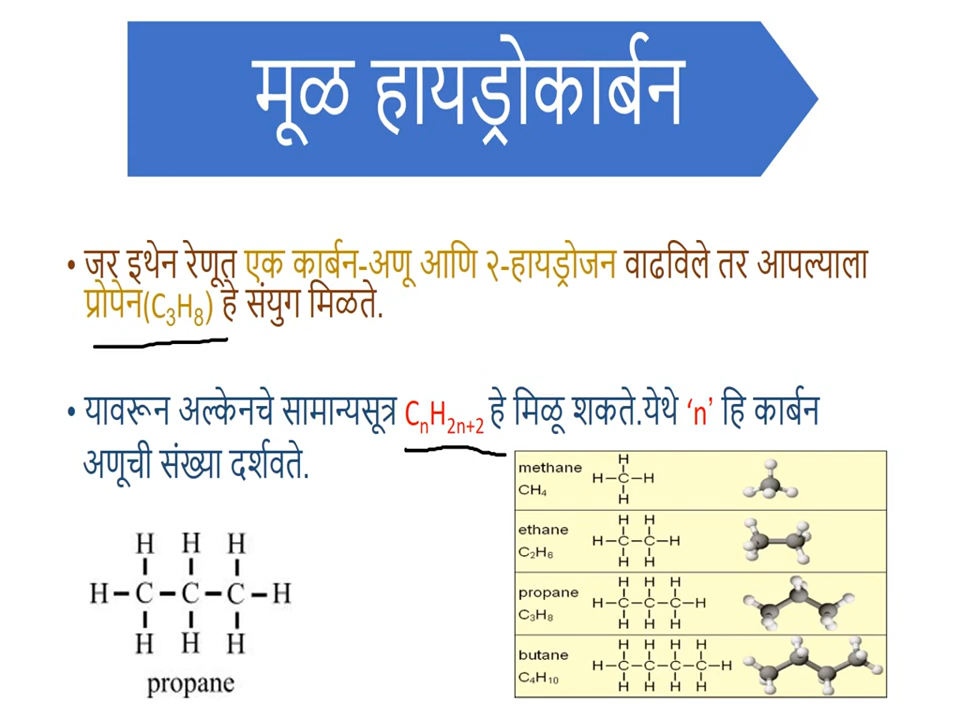 मूळ हायड्रोकार्बन
• जर इथेन रेणूत एक कार्बन-अणू आणि २-हायड्रोजन वाढविले तर आपल्याला
प्रोपेन(C₃H₈) हे संयुग मिळते.
• यावरून अल्केनचे सामान्यसूत्र CₙH₂ₙ₊₂ हे मिळू शकते.येथे ‘n’ हि कार्बन
अणूची संख्या दर्शवते.
H H H
H–C–C–C–H
H H H
propane
methane
CH₄
H
H–C–H
H
ethane
C₂H₆
H H
H–C–C–H
H H
propane
C₃H₈
H H H
H–C–C–C–H
H H H
butane
C₄H₁₀
H H H H
H–C–C–C–C–H
H H H H